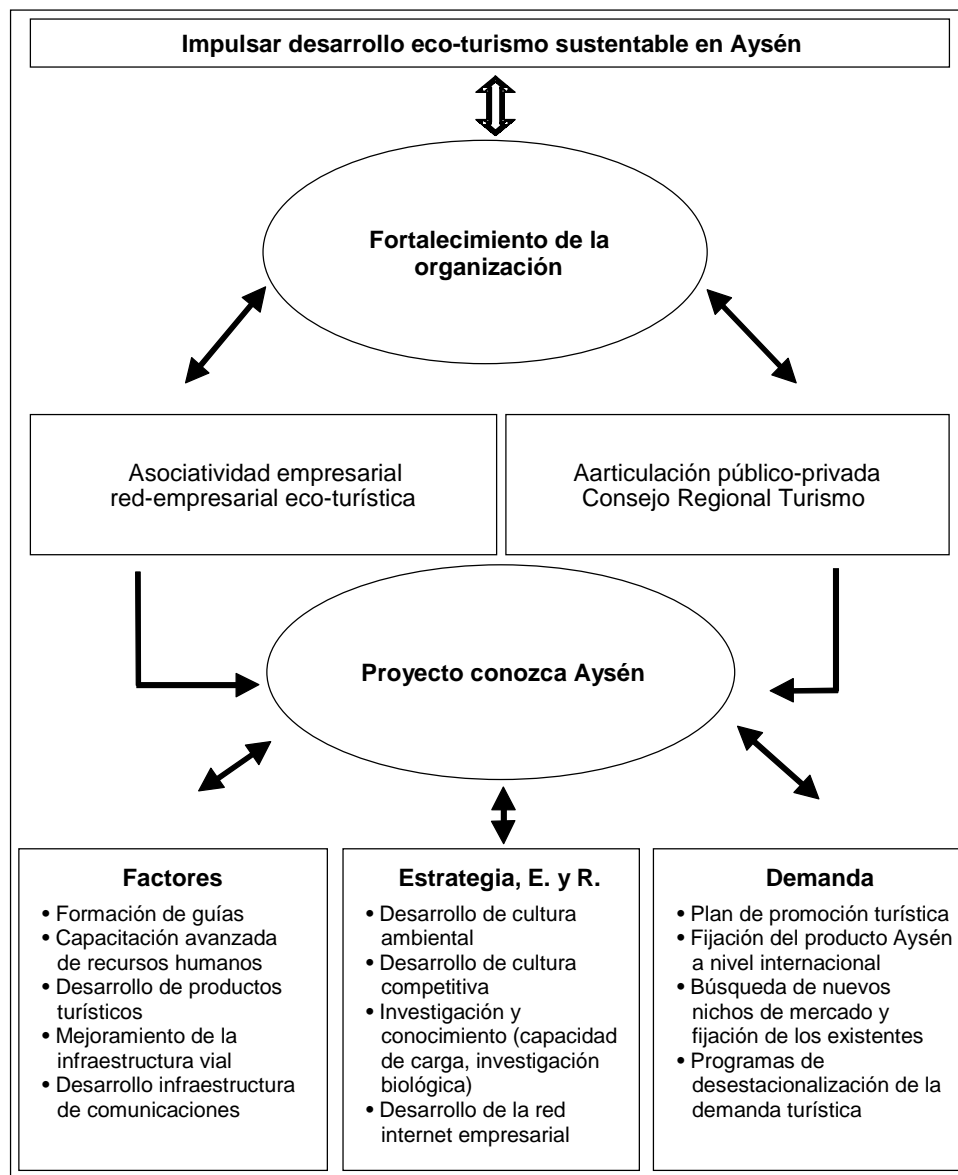 Impulsar desarrollo eco-turismo sustentable en Aysén
Fortalecimiento de la
organización
Asociatividad empresarial
red-empresarial eco-turística
Aarticulación público-privada
Consejo Regional Turismo
Proyecto conozca Aysén
Factores
• Formación de guías
• Capacitación avanzada
de recursos humanos
• Desarrollo de productos
turísticos
• Mejoramiento de la
infraestructura vial
• Desarrollo infraestructura
de comunicaciones
Estrategia, E. y R.
• Desarrollo de cultura
ambiental
• Desarrollo de cultura
competitiva
• Investigación y
conocimiento (capacidad
de carga, investigación
biológica)
• Desarrollo de la red
internet empresarial
Demanda
• Plan de promoción turística
• Fijación del producto Aysén
a nivel internacional
• Búsqueda de nuevos
nichos de mercado y
fijación de los existentes
• Programas de
desestacionalización de la
demanda turística